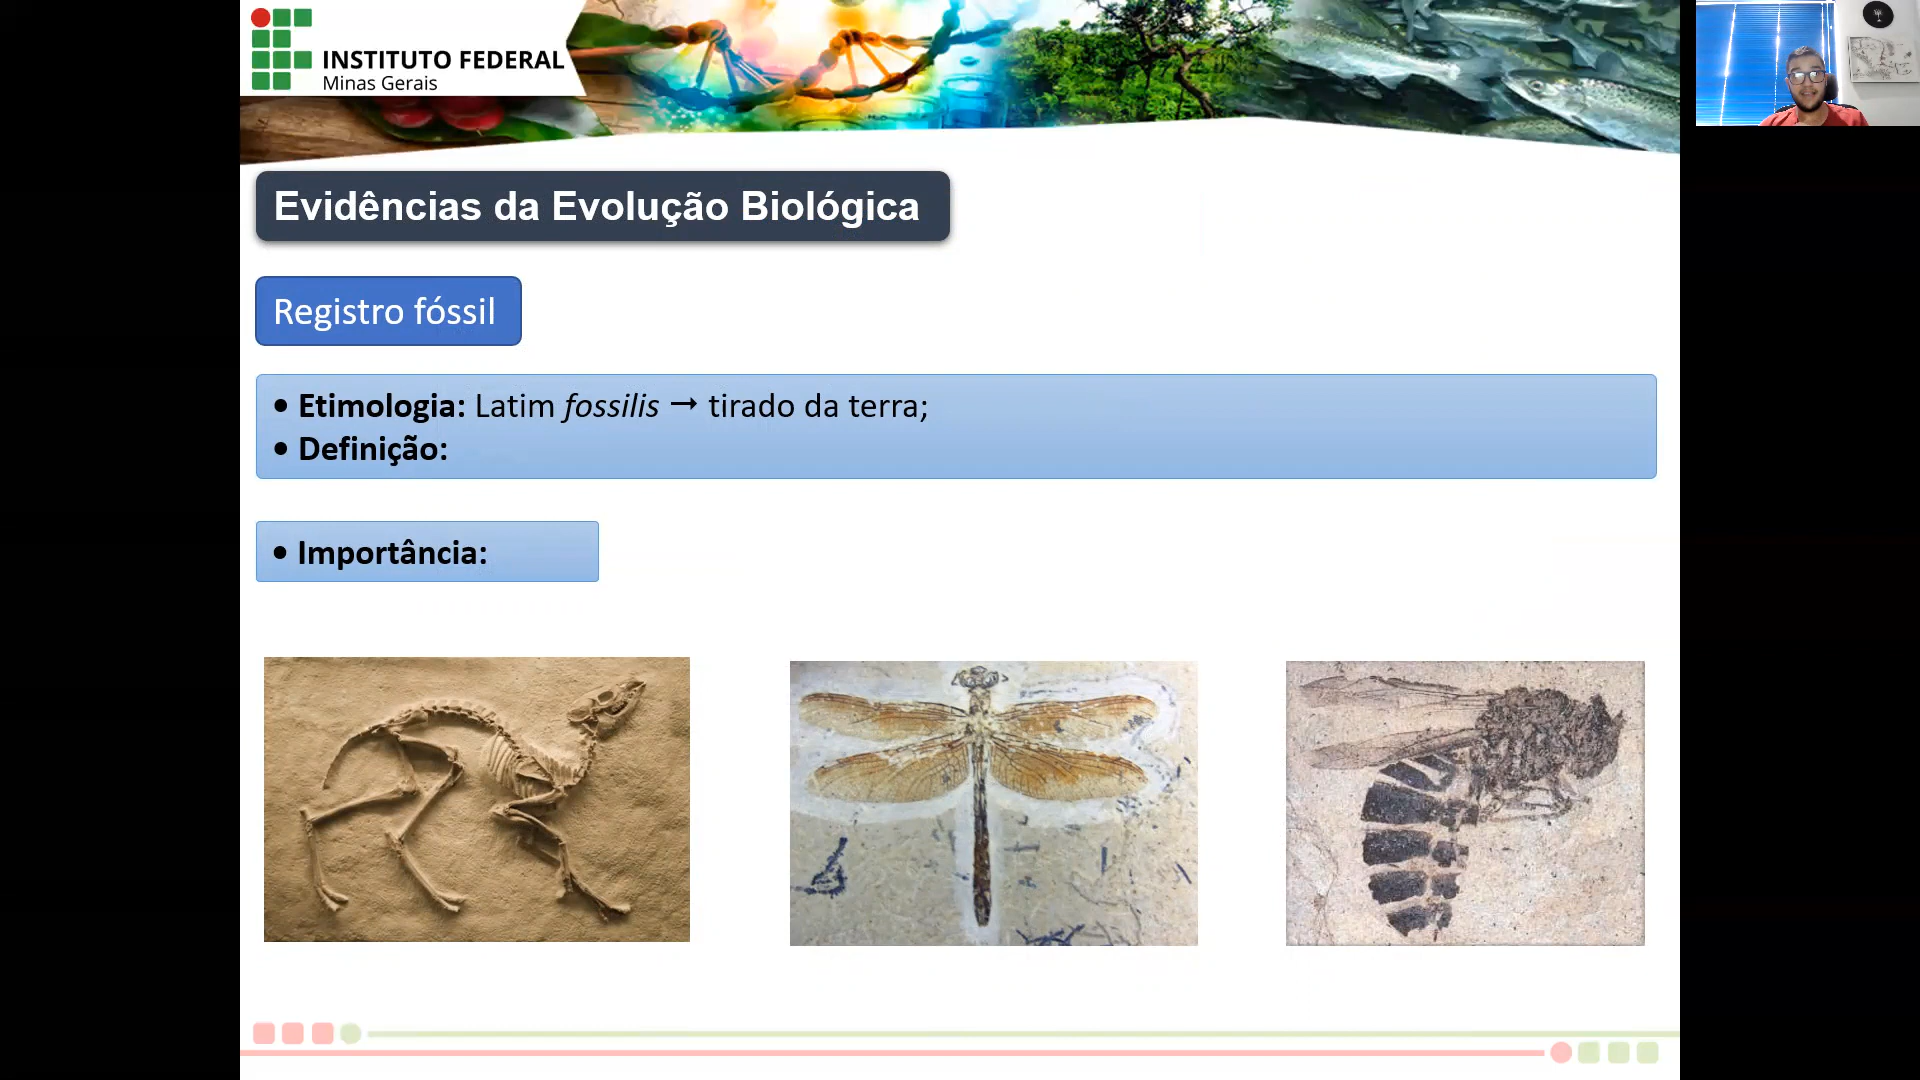 INSTITUTO FEDERAL
Minas Gerais
Evidências da Evolução Biológica
Registro fóssil
• Etimologia: Latim fossilis → tirado da terra;
• Definição:
• Importância: